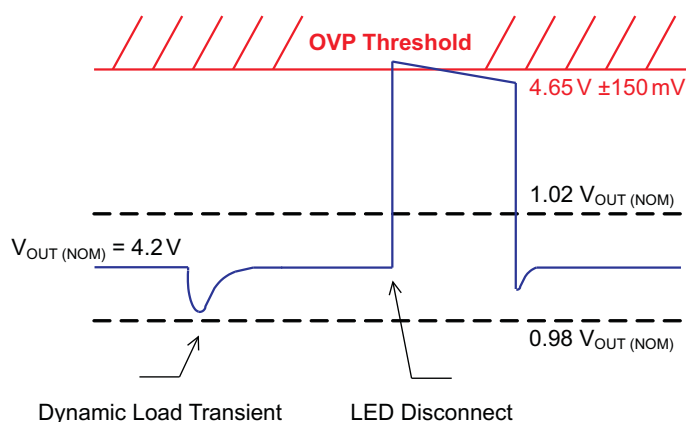 OVP Threshold
4.65 V ±150 mV
1.02 VOUT (NOM)
VOUT (NOM) = 4.2 V
0.98 VOUT (NOM)
Dynamic Load Transient
LED Disconnect